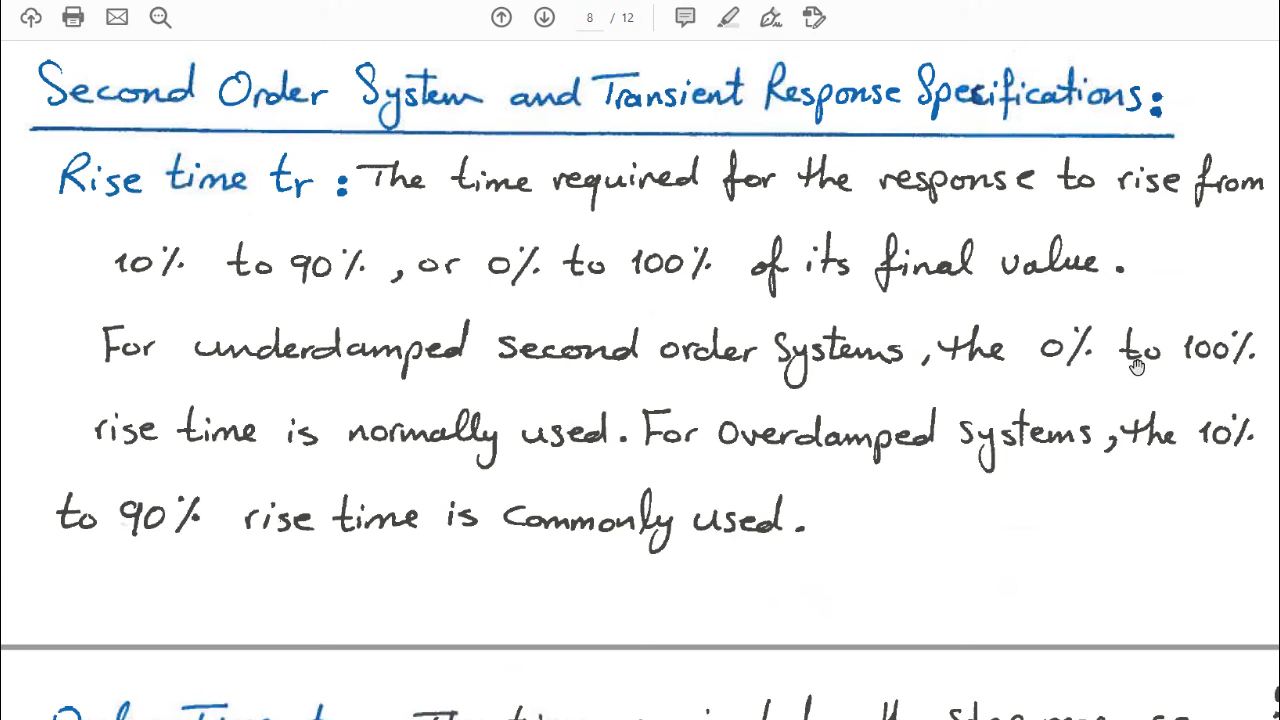 8 / 12
Second Order System and Transient Response Specifications:
Rise time tr : The time required for the response to rise from
10% to 90%, or 0% to 100% of its final value.
For underdamped second order systems, the 0% to 100%
rise time is normally used. For overdamped systems, the 10%
to 90% rise time is commonly used.